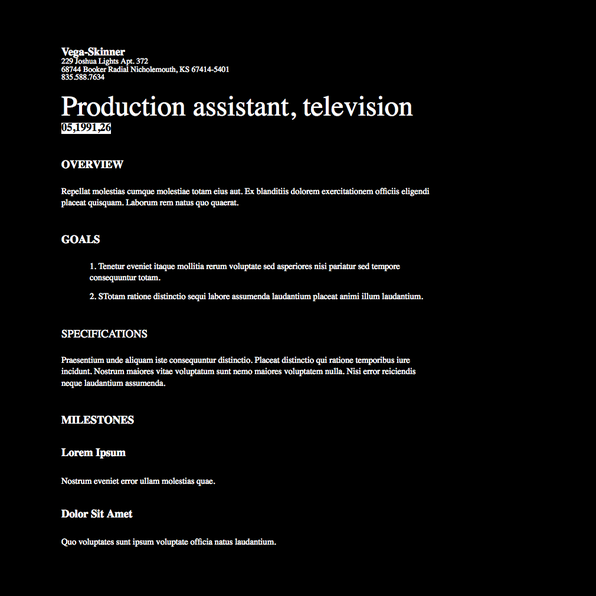 Vega-Skinner
229 Joshua Lights Apt. 372
68744 Booker Radial Nicholemouth, KS 67414-5401
835.588.7634
Production assistant, television
05,1991,26
OVERVIEW
Repellat molestias cumque molestiae totam eius aut. Ex blanditiis dolorem exercitationem officiis eligendi
placeat quisquam. Laborum rem natus quo quaerat.
GOALS
1. Tenetur eveniet itaque mollitia rerum voluptate sed asperiores nisi pariatur sed tempore
consequuntur totam.
2. STotam ratione distinctio sequi labore assumenda laudantium placeat animi illum laudantium.
SPECIFICATIONS
Praesentium unde aliquam iste consequuntur distinctio. Placeat distinctio qui ratione temporibus iure
incidunt. Nostrum maiores vitae voluptatum sunt nemo maiores voluptatem nulla. Nisi error reiciendis
neque laudantium assumenda.
MILESTONES
Lorem Ipsum
Nostrum eveniet error ullam molestias quae.
Dolor Sit Amet
Quo voluptates sunt ipsum voluptate officia natus laudantium.